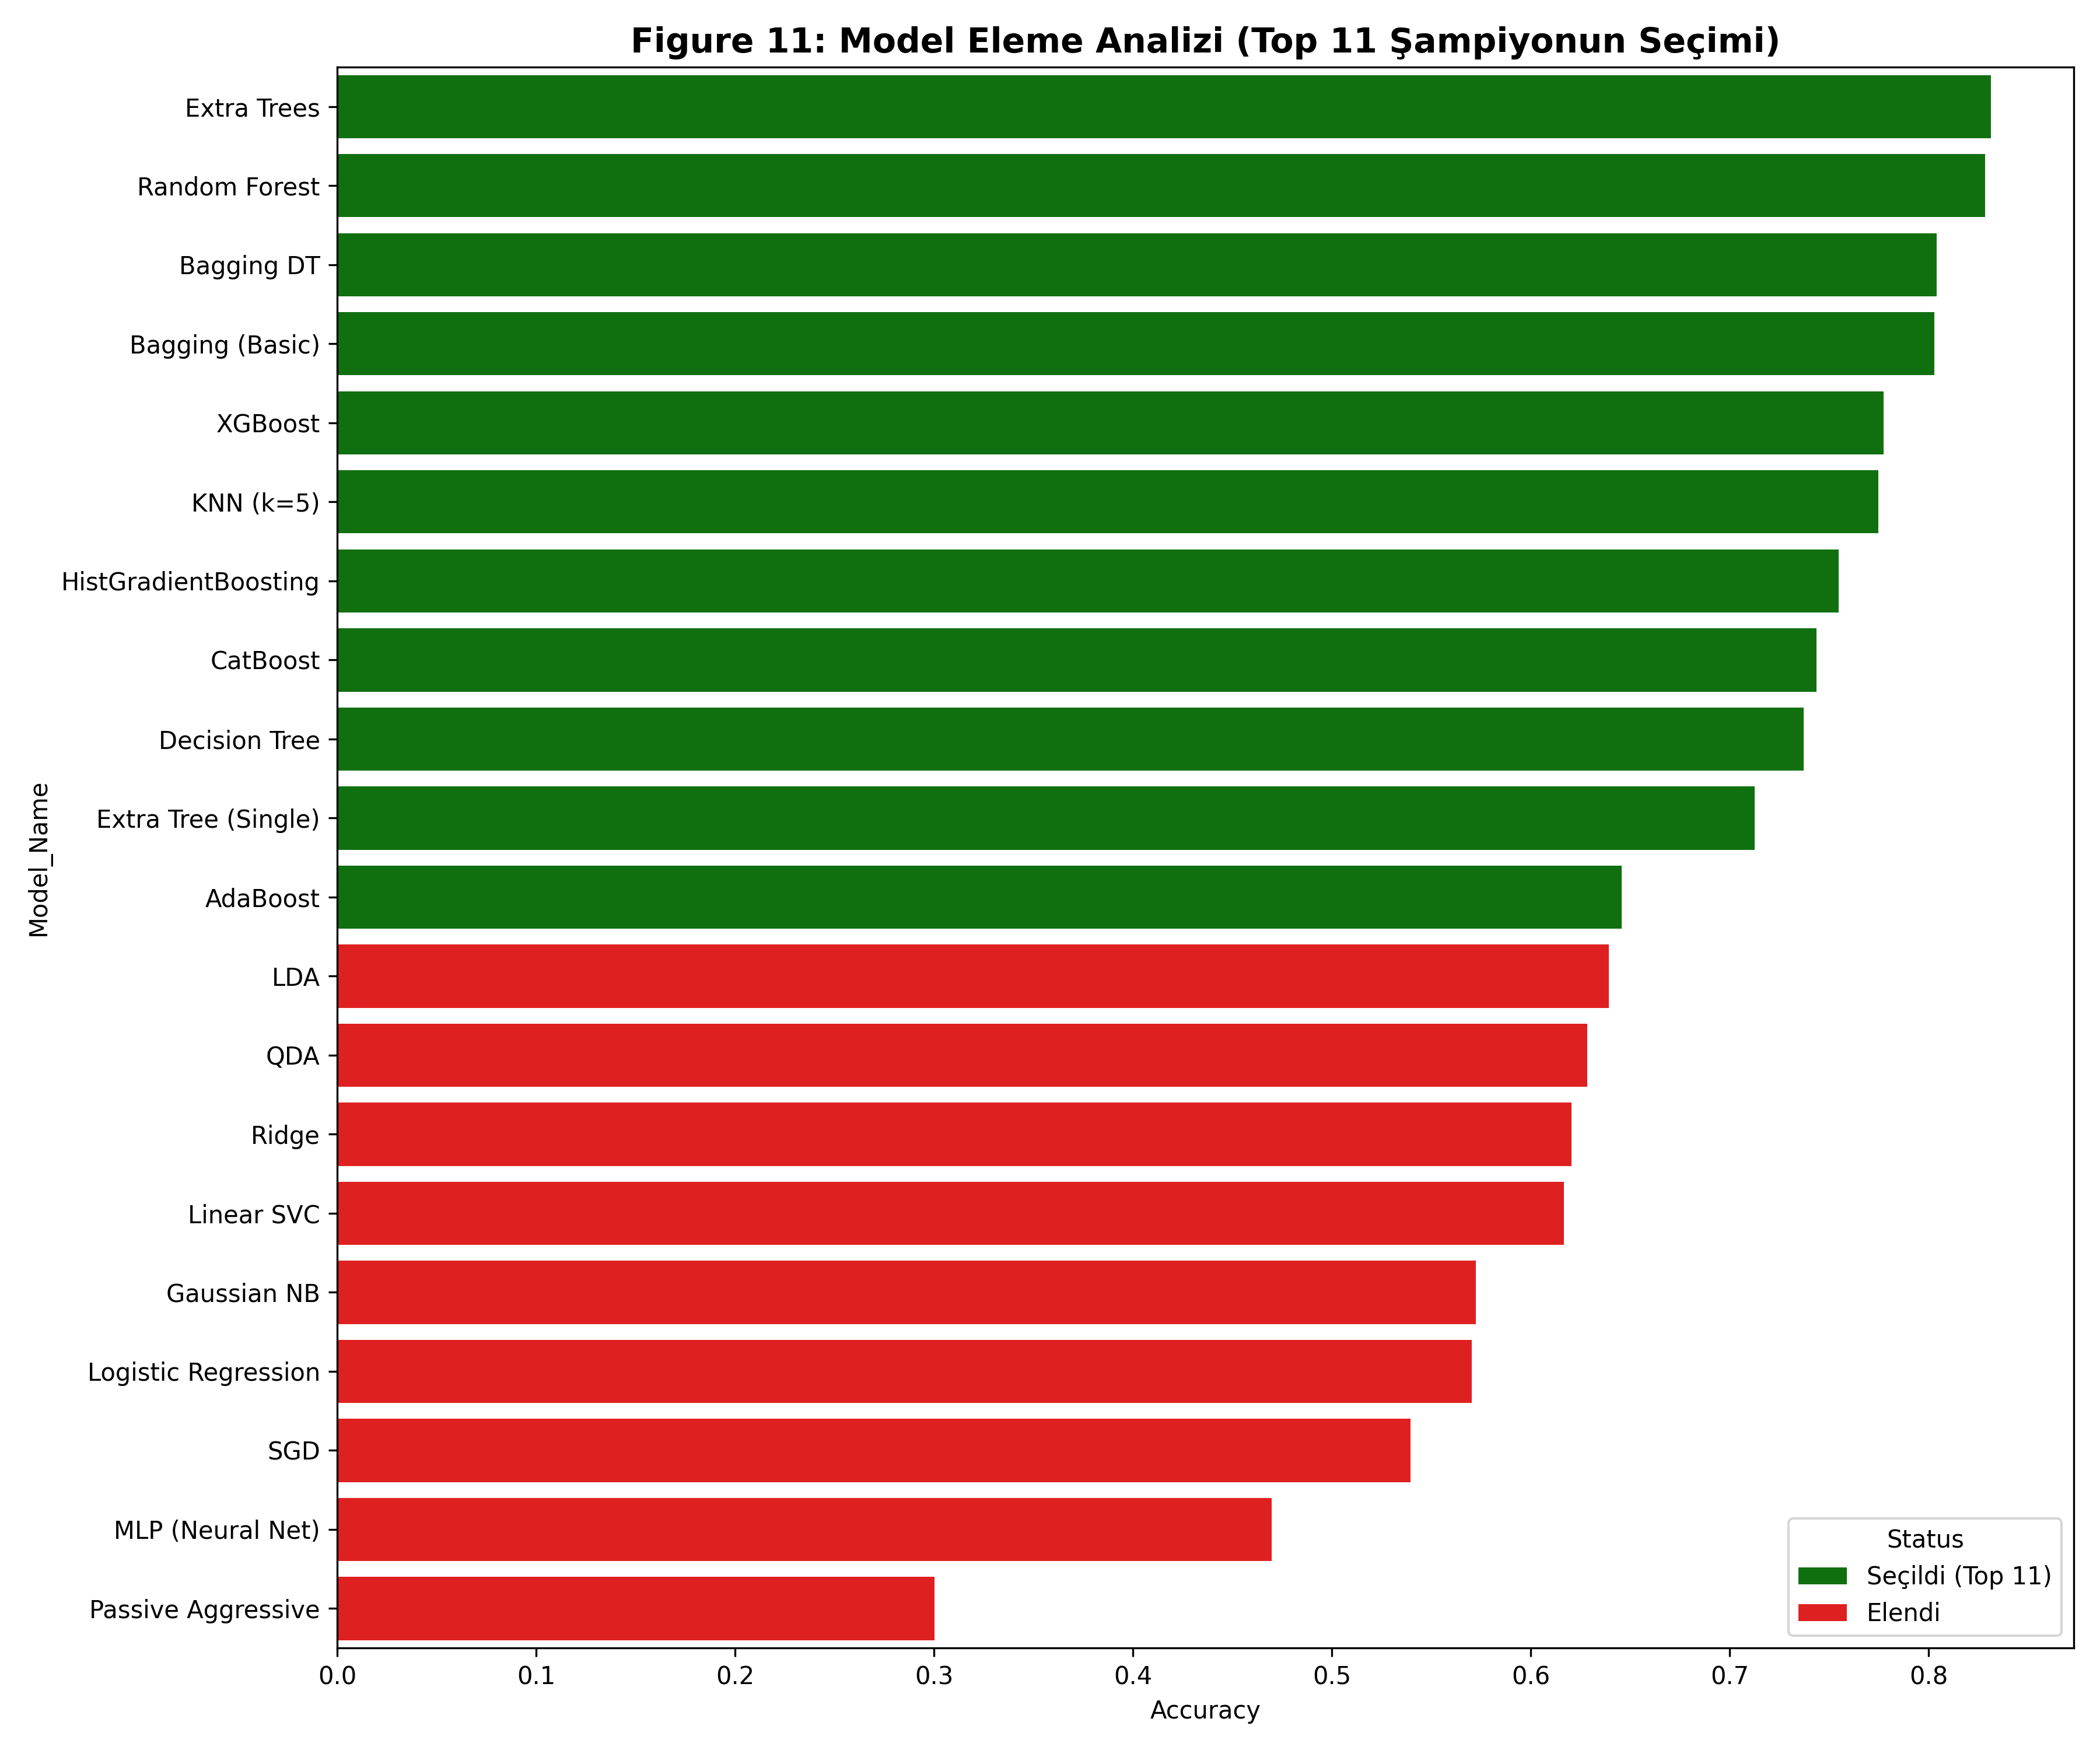 Figure 11: Model Eleme Analizi (Top 11 Şampiyonun Seçimi)
Model_Name
Extra Trees
Random Forest
Bagging DT
Bagging (Basic)
XGBoost
KNN (k=5)
HistGradientBoosting
CatBoost
Decision Tree
Extra Tree (Single)
AdaBoost
LDA
QDA
Ridge
Linear SVC
Gaussian NB
Logistic Regression
SGD
MLP (Neural Net)
Passive Aggressive
Status
Seçildi (Top 11)
Elendi
0.0 0.1 0.2 0.3 0.4 0.5 0.6 0.7 0.8
Accuracy